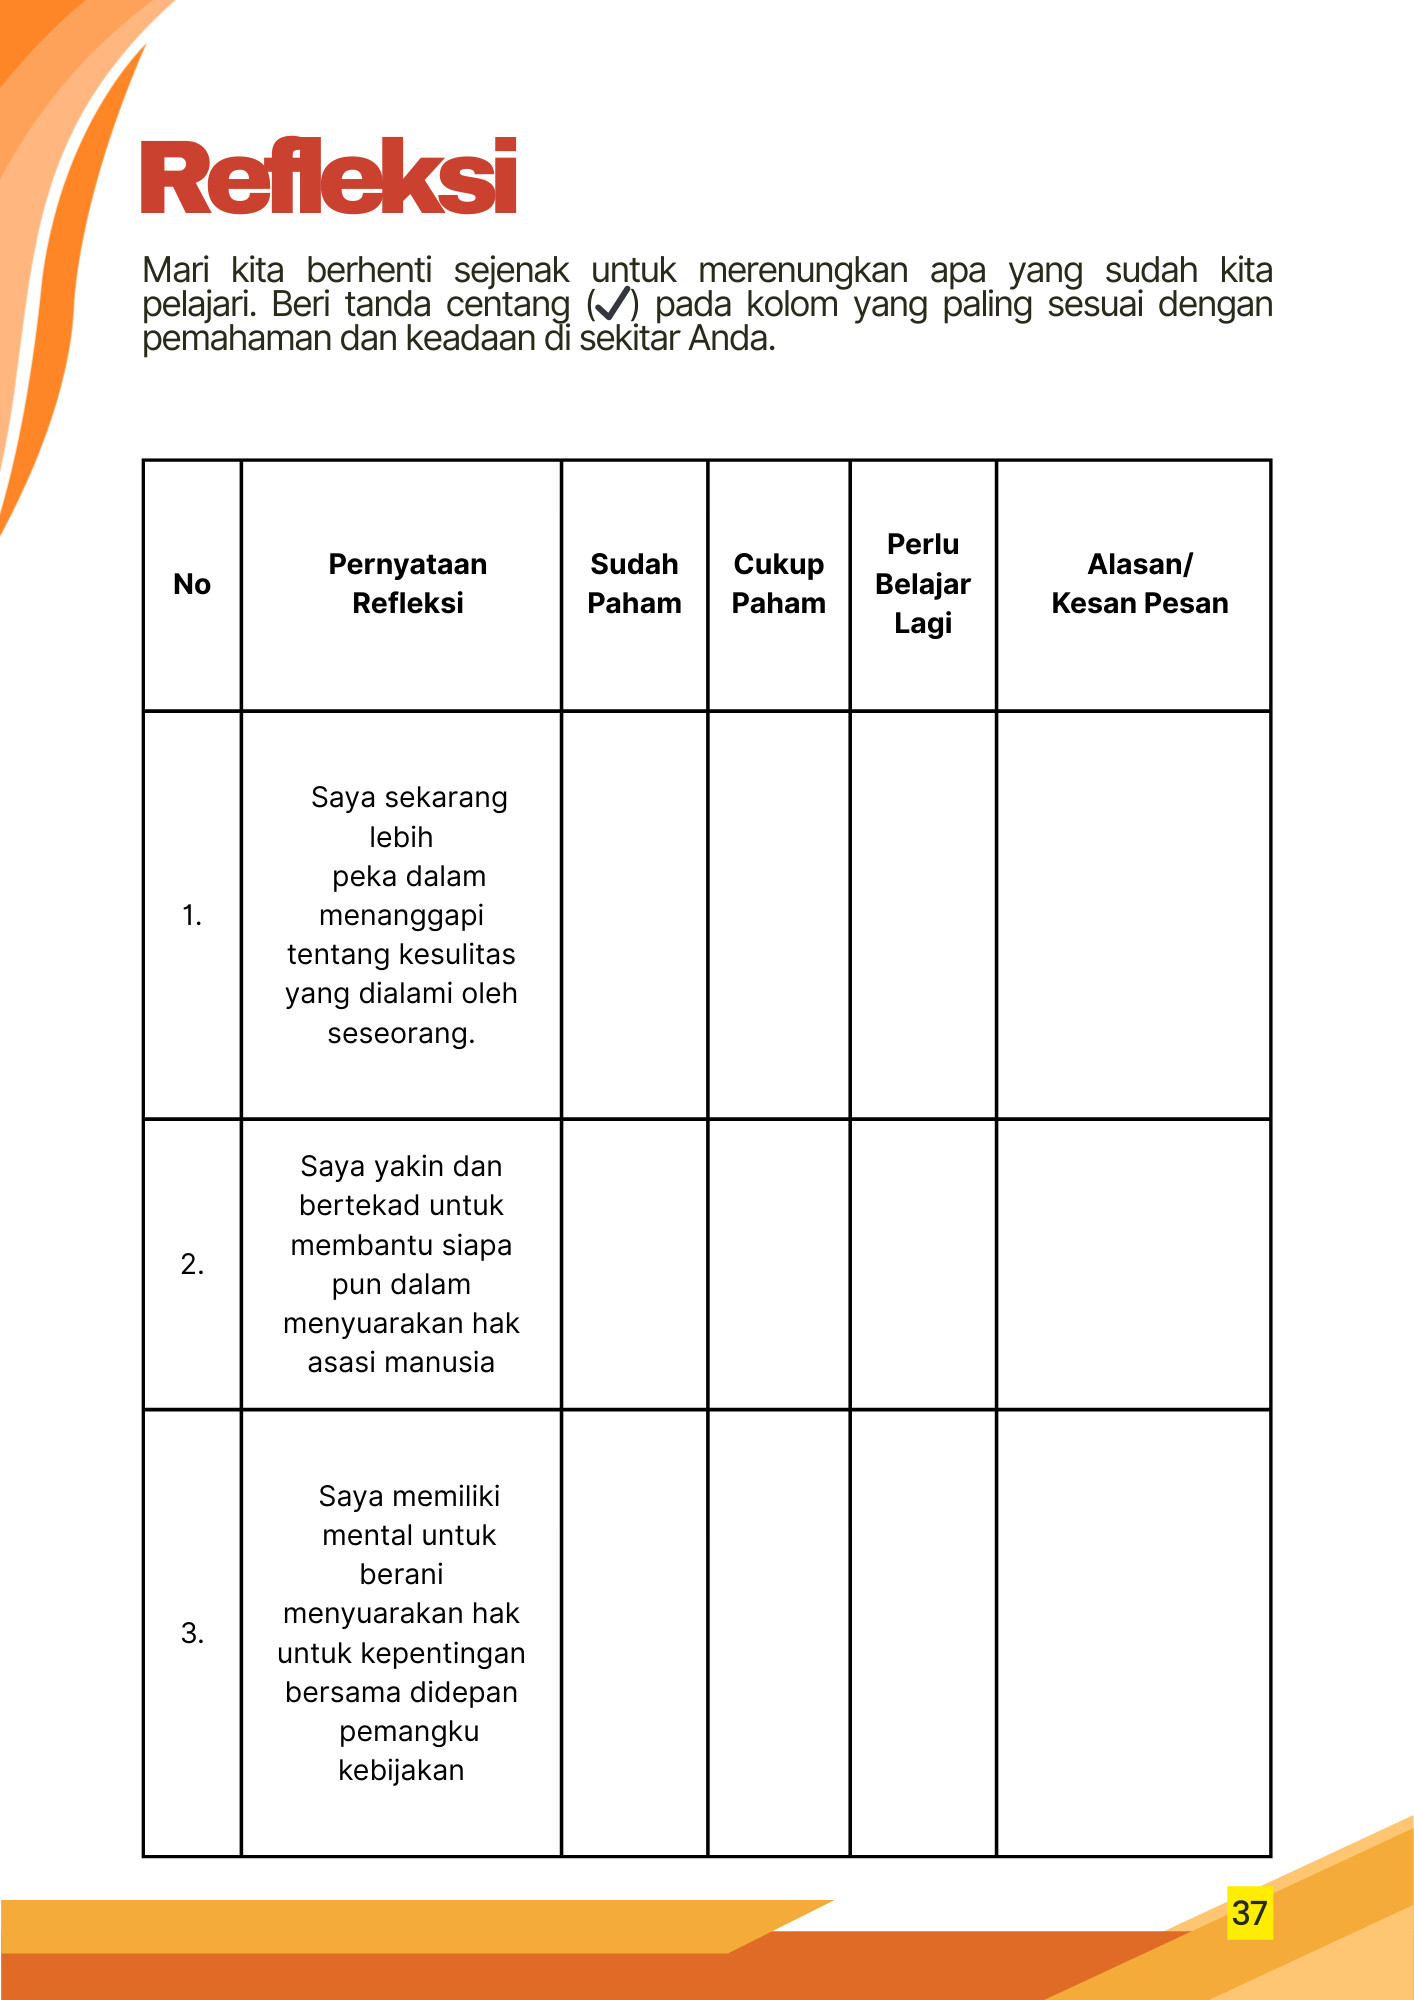 Refleksi
Mari kita berhenti sejenak untuk merenungkan apa yang sudah kita
pelajari. Beri tanda centang (✓) pada kolom yang paling sesuai dengan
pemahaman dan keadaan di sekitar Anda.
No
Pernyataan
Refleksi
Sudah
Paham
Cukup
Paham
Perlu
Belajar
Lagi
Alasan/
Kesan Pesan
1.
Saya sekarang
lebih
peka dalam
menanggapi
tentang kesulitas
yang dialami oleh
seseorang.
2.
Saya yakin dan
bertekad untuk
membantu siapa
pun dalam
menyuarakan hak
asasi manusia
3.
Saya memiliki
mental untuk
berani
menyuarakan hak
untuk kepentingan
bersama didepan
pemangku
kebijakan
37